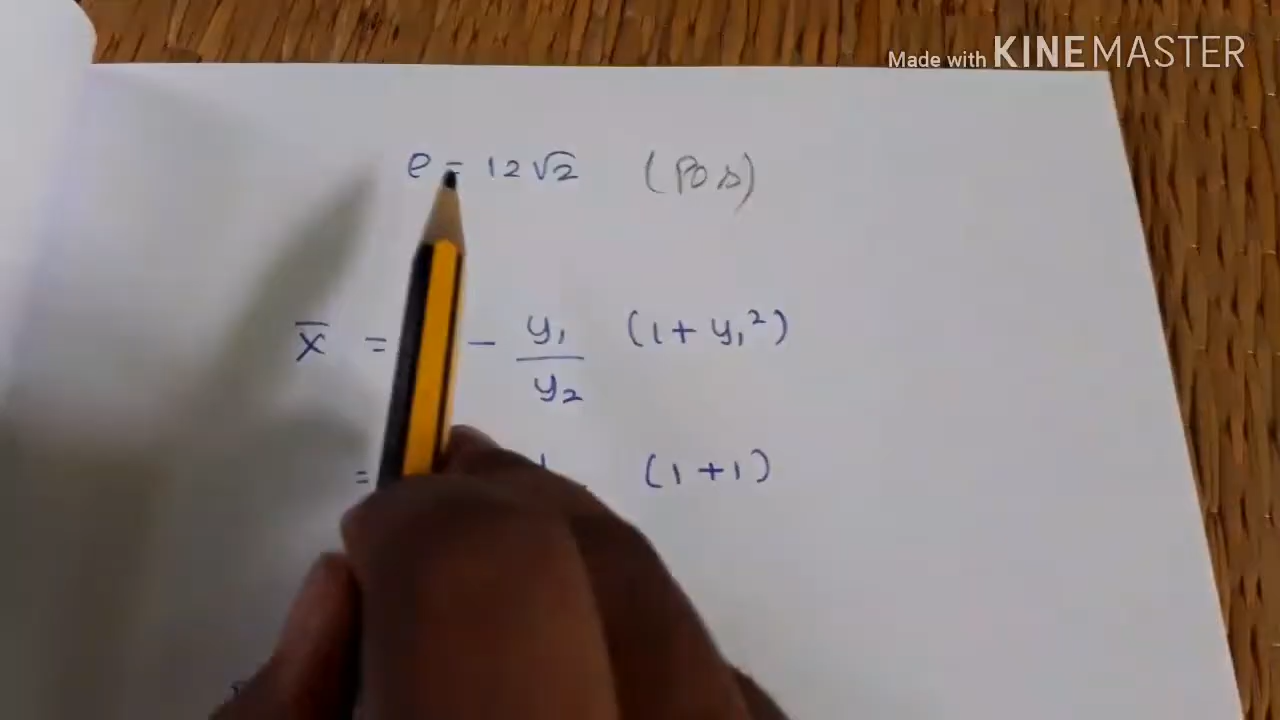 Made with KINEMASTER
ρ = 12√2 (Pos)
x̄ = - y₁/y₂ (1 + y₁²)
= (1 + 1)